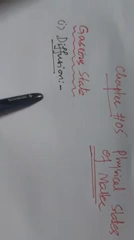 Chapter #05 Physical States
of Matter
Gaseous State
(i) Diffusion:-